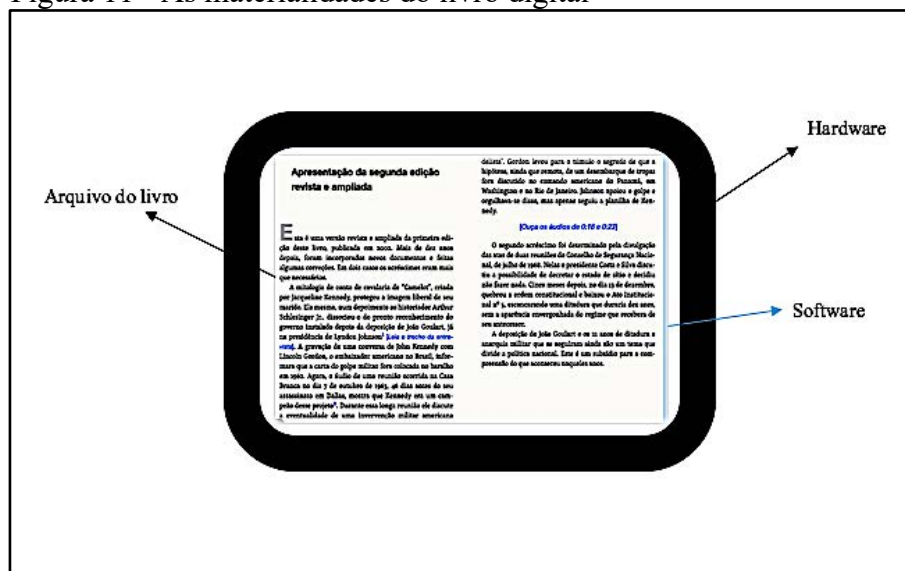 Figura 11 - As materialidades do livro digital
Hardware
Arquivo do livro
Software
Apresentação da segunda edição
revista e ampliada
Esta é uma versão revista e ampliada da primeira edi-
ção deste livro, publicada em 2002. Mais de dez anos
depois, foram incorporados novos documentos e feitas
algumas correções. Em dois casos os acréscimos eram mais
que necessários.
A mitologia de conto de cavalaria de "Camelot", criada
por Jacqueline Kennedy, protegeu a imagem liberal de seu
marido. Ela mesma, num depoimento ao historiador Arthur
Schlesinger Jr., dissociou-o do pronto reconhecimento do
governo instalado depois da deposição de João Goulart, já
na presidência de Lyndon Johnson¹ [Leia o trecho da entre-
vista]. A gravação de uma conversa de John Kennedy com
Lincoln Gordon, o embaixador americano no Brasil, infor-
mara que a carta do golpe militar fora colocada no baralho
em 1962. Agora, o áudio de uma reunião ocorrida na Casa
Branca no dia 7 de outubro de 1963, 46 dias antes do seu
assassinato em Dallas, mostra que Kennedy era um cam-
peão desse projeto². Durante essa longa reunião ele discute
a eventualidade de uma intervenção militar americana
delista". Gordon levou para o túmulo o segredo de que a
hipótese, ainda que remota, de um desembarque de tropas
fora discutido no comando americano do Panamá, em
Washington e no Rio de Janeiro. Johnson apoiou o golpe e
orgulhava-se disso, mas apenas seguiu a planilha de Ken-
nedy.
[Ouça os áudios de 0:18 e 0:22]
O segundo acréscimo foi determinado pela divulgação
das atas de duas reuniões do Conselho de Segurança Nacio-
nal, de julho de 1968. Nelas o presidente Costa e Silva discu-
tiu a possibilidade de decretar o estado de sítio e decidiu
não fazer nada. Cinco meses depois, no dia 13 de dezembro,
quebrou a ordem constitucional e baixou o Ato Institucio-
nal nº 5, escancarando uma ditadura que duraria dez anos,
sem a aparência envergonhada do regime que recebera de
seu antecessor.
A deposição de João Goulart e os 21 anos de ditadura e
anarquia militar que se seguiram ainda são um tema que
divide a política nacional. Este é um subsídio para a com-
preensão do que aconteceu naqueles anos.